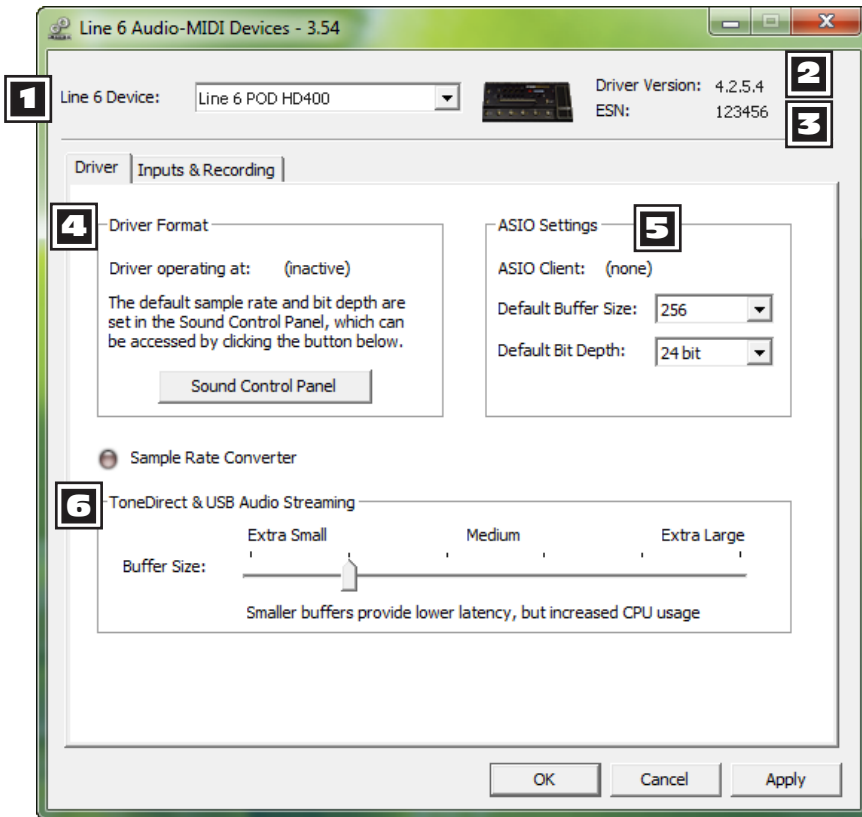 Line 6 Audio-MIDI Devices - 3.54
1
Line 6 Device:
Line 6 POD HD400
Driver Version: 4.2.5.4
2
ESN: 123456
3
Driver
Inputs & Recording
4
Driver Format
Driver operating at: (inactive)
The default sample rate and bit depth are
set in the Sound Control Panel, which can
be accessed by clicking the button below.
Sound Control Panel
ASIO Settings
5
ASIO Client: (none)
Default Buffer Size: 256
Default Bit Depth: 24 bit
Sample Rate Converter
6
ToneDirect & USB Audio Streaming
Extra Small Medium Extra Large
Buffer Size:
Smaller buffers provide lower latency, but increased CPU usage
OK Cancel Apply